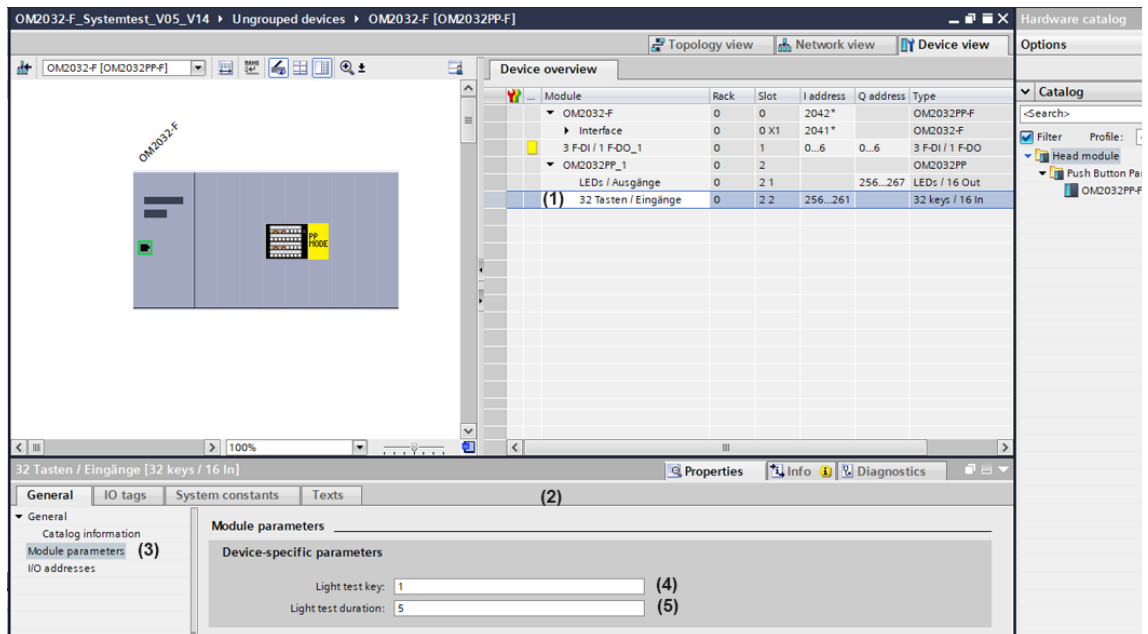 OM2032-F_Systemtest_V05_V14 ▸ Ungrouped devices ▸ OM2032-F [OM2032PP-F]
Hardware catalog
Topology view Network view Device view
Options
OM2032-F [OM2032PP-F]
Device overview
... Module Rack Slot I address Q address Type
OM2032-F 0 0 2042* OM2032PP-F
Interface 0 0 X1 2041* OM2032-F
3 F-DI / 1 F-DO_1 0 1 0...6 0...6 3 F-DI / 1 F-DO
OM2032PP_1 0 2 OM2032PP
LEDs / Ausgänge 0 2 1 256...267 LEDs / 16 Out
(1) 32 Tasten / Eingänge 0 2 2 256...261 32 keys / 16 In
Catalog
<Search>
Filter Profile:
Head module
Push Button Pa
OM2032PP-F
OM2032-F
PP
MODE
100%
32 Tasten / Eingänge [32 keys / 16 In]
Properties Info Diagnostics
General IO tags System constants Texts (2)
General
Catalog information
Module parameters (3)
I/O addresses
Module parameters
Device-specific parameters
Light test key: 1 (4)
Light test duration: 5 (5)